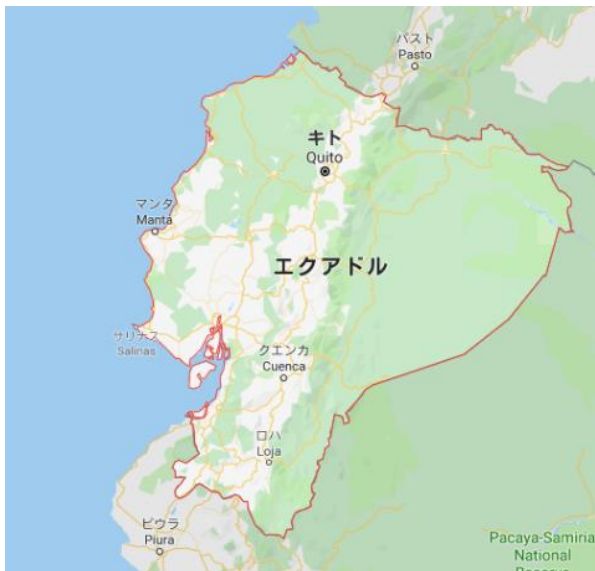 パスト
Pasto
キト
Quito
マンタ
Manta
エクアドル
サリナス
Salinas
クエンカ
Cuenca
ロハ
Loja
ピウラ
Piura
Pacaya-Samiria
National